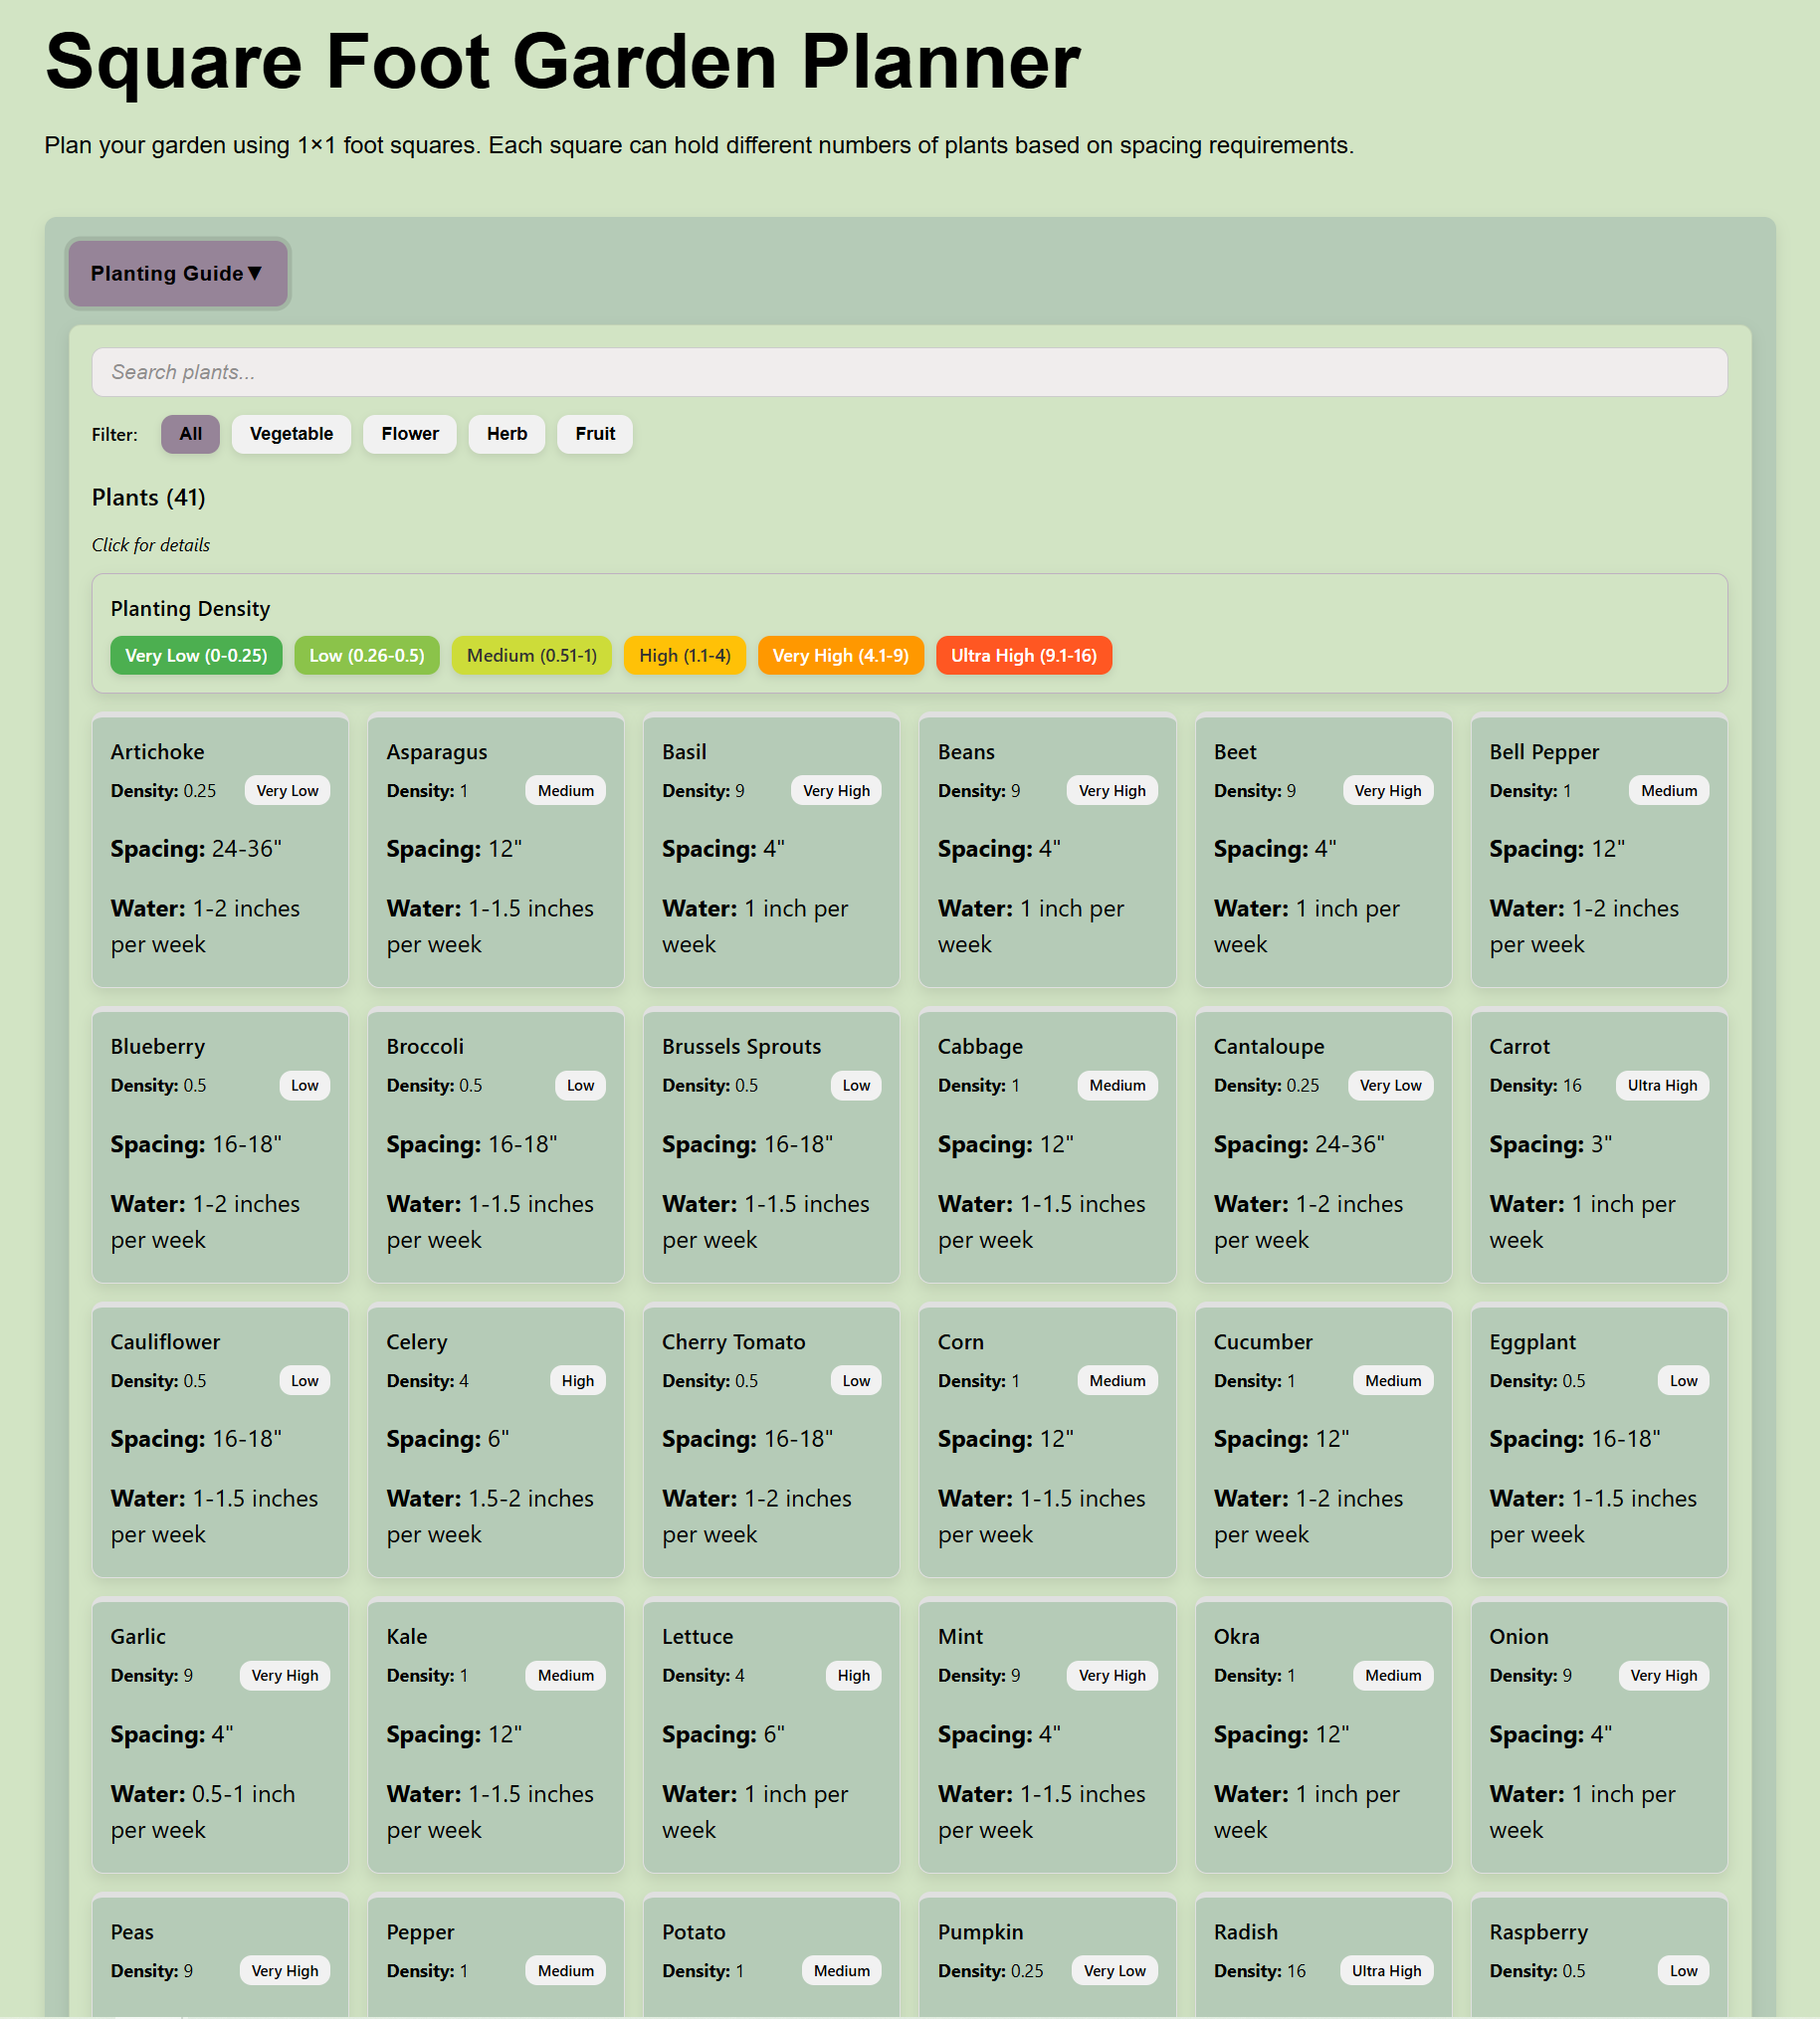 Square Foot Garden Planner
Plan your garden using 1×1 foot squares. Each square can hold different numbers of plants based on spacing requirements.
Planting Guide▼
Search plants...
Filter: All Vegetable Flower Herb Fruit
Plants (41)
Click for details
Planting Density
Very Low (0-0.25) Low (0.26-0.5) Medium (0.51-1) High (1.1-4) Very High (4.1-9) Ultra High (9.1-16)
Artichoke
Density: 0.25 Very Low
Spacing: 24-36"
Water: 1-2 inches
per week
Asparagus
Density: 1 Medium
Spacing: 12"
Water: 1-1.5 inches
per week
Basil
Density: 9 Very High
Spacing: 4"
Water: 1 inch per
week
Beans
Density: 9 Very High
Spacing: 4"
Water: 1 inch per
week
Beet
Density: 9 Very High
Spacing: 4"
Water: 1 inch per
week
Bell Pepper
Density: 1 Medium
Spacing: 12"
Water: 1-2 inches
per week
Blueberry
Density: 0.5 Low
Spacing: 16-18"
Water: 1-2 inches
per week
Broccoli
Density: 0.5 Low
Spacing: 16-18"
Water: 1-1.5 inches
per week
Brussels Sprouts
Density: 0.5 Low
Spacing: 16-18"
Water: 1-1.5 inches
per week
Cabbage
Density: 1 Medium
Spacing: 12"
Water: 1-1.5 inches
per week
Cantaloupe
Density: 0.25 Very Low
Spacing: 24-36"
Water: 1-2 inches
per week
Carrot
Density: 16 Ultra High
Spacing: 3"
Water: 1 inch per
week
Cauliflower
Density: 0.5 Low
Spacing: 16-18"
Water: 1-1.5 inches
per week
Celery
Density: 4 High
Spacing: 6"
Water: 1.5-2 inches
per week
Cherry Tomato
Density: 0.5 Low
Spacing: 16-18"
Water: 1-2 inches
per week
Corn
Density: 1 Medium
Spacing: 12"
Water: 1-1.5 inches
per week
Cucumber
Density: 1 Medium
Spacing: 12"
Water: 1-2 inches
per week
Eggplant
Density: 0.5 Low
Spacing: 16-18"
Water: 1-1.5 inches
per week
Garlic
Density: 9 Very High
Spacing: 4"
Water: 0.5-1 inch
per week
Kale
Density: 1 Medium
Spacing: 12"
Water: 1-1.5 inches
per week
Lettuce
Density: 4 High
Spacing: 6"
Water: 1 inch per
week
Mint
Density: 9 Very High
Spacing: 4"
Water: 1-1.5 inches
per week
Okra
Density: 1 Medium
Spacing: 12"
Water: 1 inch per
week
Onion
Density: 9 Very High
Spacing: 4"
Water: 1 inch per
week
Peas
Density: 9 Very High
Pepper
Density: 1 Medium
Potato
Density: 1 Medium
Pumpkin
Density: 0.25 Very Low
Radish
Density: 16 Ultra High
Raspberry
Density: 0.5 Low